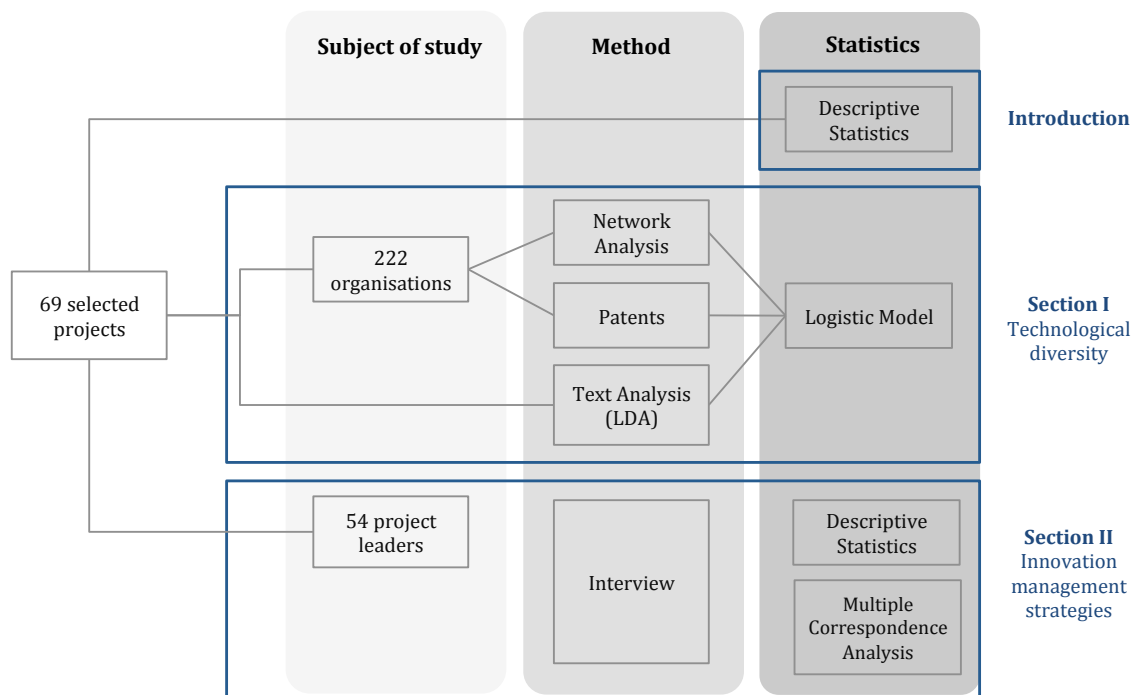 Subject of study
Method
Statistics
Descriptive
Statistics
Introduction
69 selected
projects
222
organisations
Network
Analysis
Patents
Text Analysis
(LDA)
Logistic Model
Section I
Technological
diversity
54 project
leaders
Interview
Descriptive
Statistics
Multiple
Correspondence
Analysis
Section II
Innovation
management
strategies